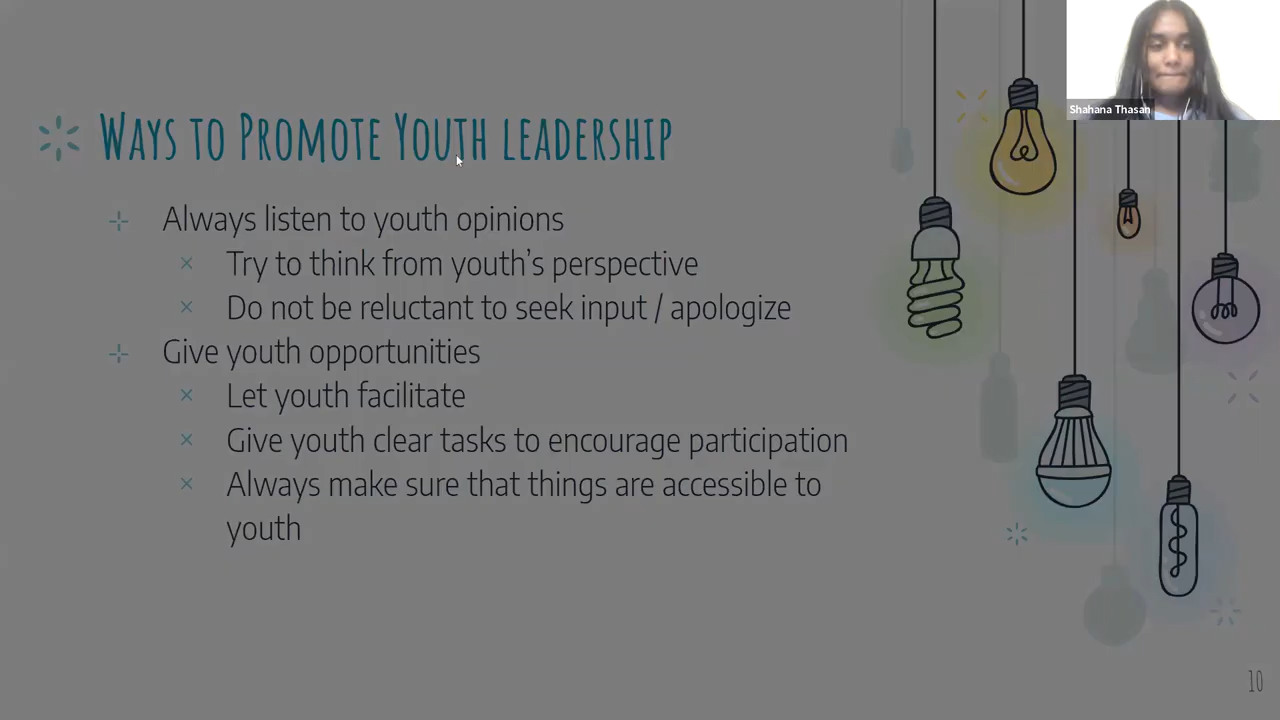 Shahana Thasan
Ways to Promote Youth leadership
Always listen to youth opinions
Try to think from youth’s perspective
Do not be reluctant to seek input / apologize
Give youth opportunities
Let youth facilitate
Give youth clear tasks to encourage participation
Always make sure that things are accessible to
youth
10